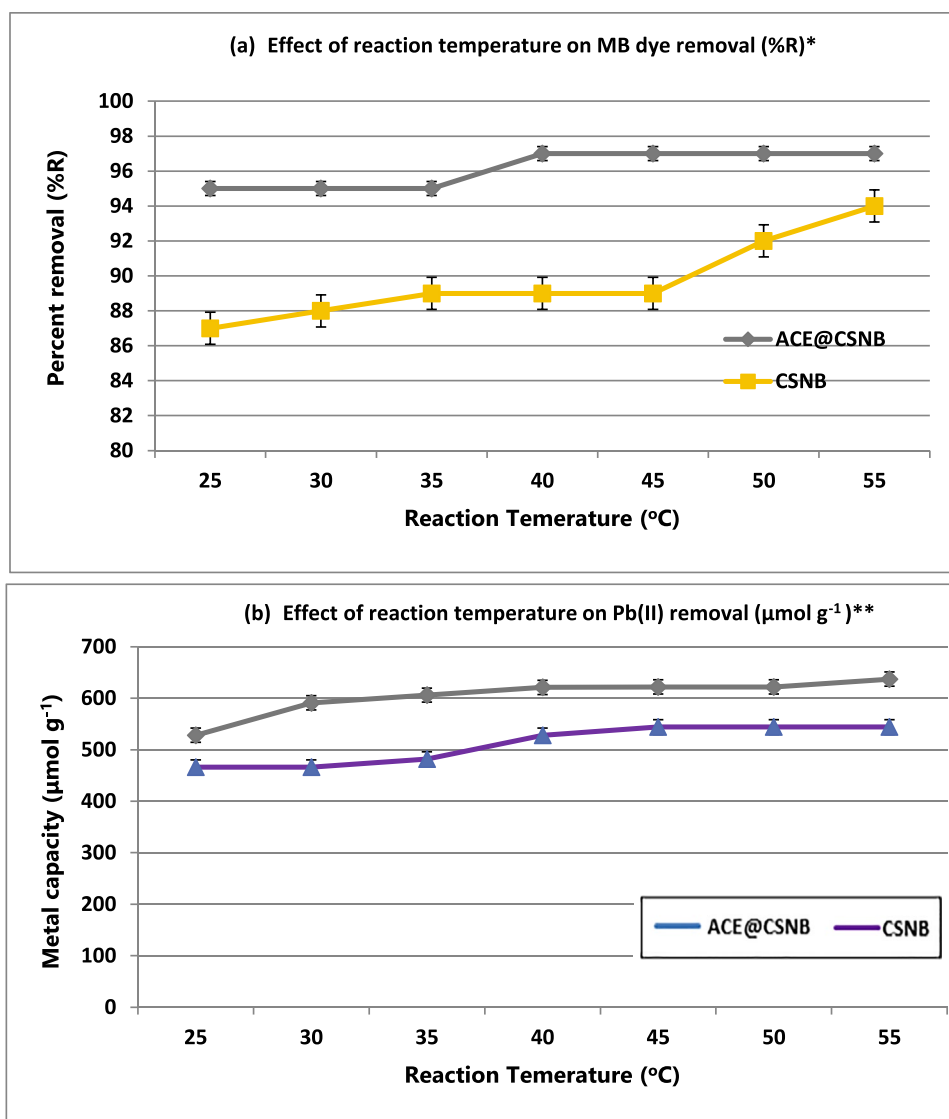 (a) Effect of reaction temperature on MB dye removal (%R)*
100
98
96
94
92
90
88
86
84
82
80
Percent removal (%R)
ACE@CSNB
CSNB
25 30 35 40 45 50 55
Reaction Temerature (ºC)
(b) Effect of reaction temperature on Pb(II) removal (µmol g⁻¹ )**
700
600
500
400
300
200
100
0
Metal capacity (µmol g⁻¹)
ACE@CSNB CSNB
25 30 35 40 45 50 55
Reaction Temerature (ºC)